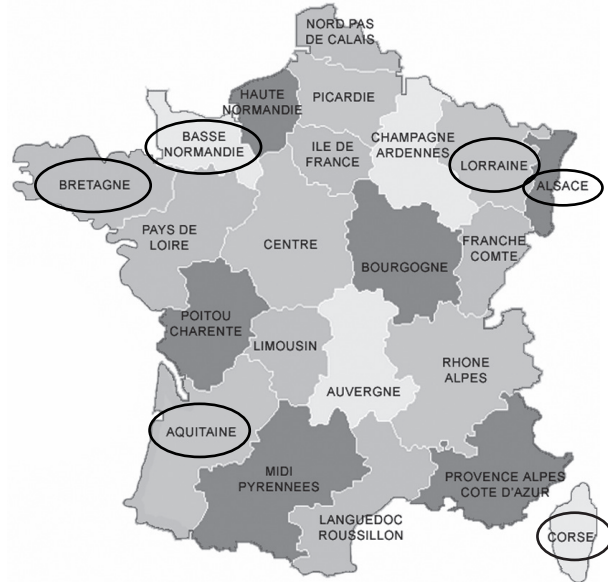 NORD PAS
DE CALAIS
HAUTE
NORMANDIE
PICARDIE
BASSE
NORMANDIE
CHAMPAGNE
ARDENNES
ILE DE
FRANCE
LORRAINE
BRETAGNE
ALSACE
PAYS DE
LOIRE
CENTRE
FRANCHE
COMTE
BOURGOGNE
POITOU
CHARENTE
LIMOUSIN
RHONE
ALPES
AUVERGNE
AQUITAINE
MIDI
PYRENNEES
PROVENCE ALPES
COTE D'AZUR
LANGUEDOC
ROUSSILLON
CORSE